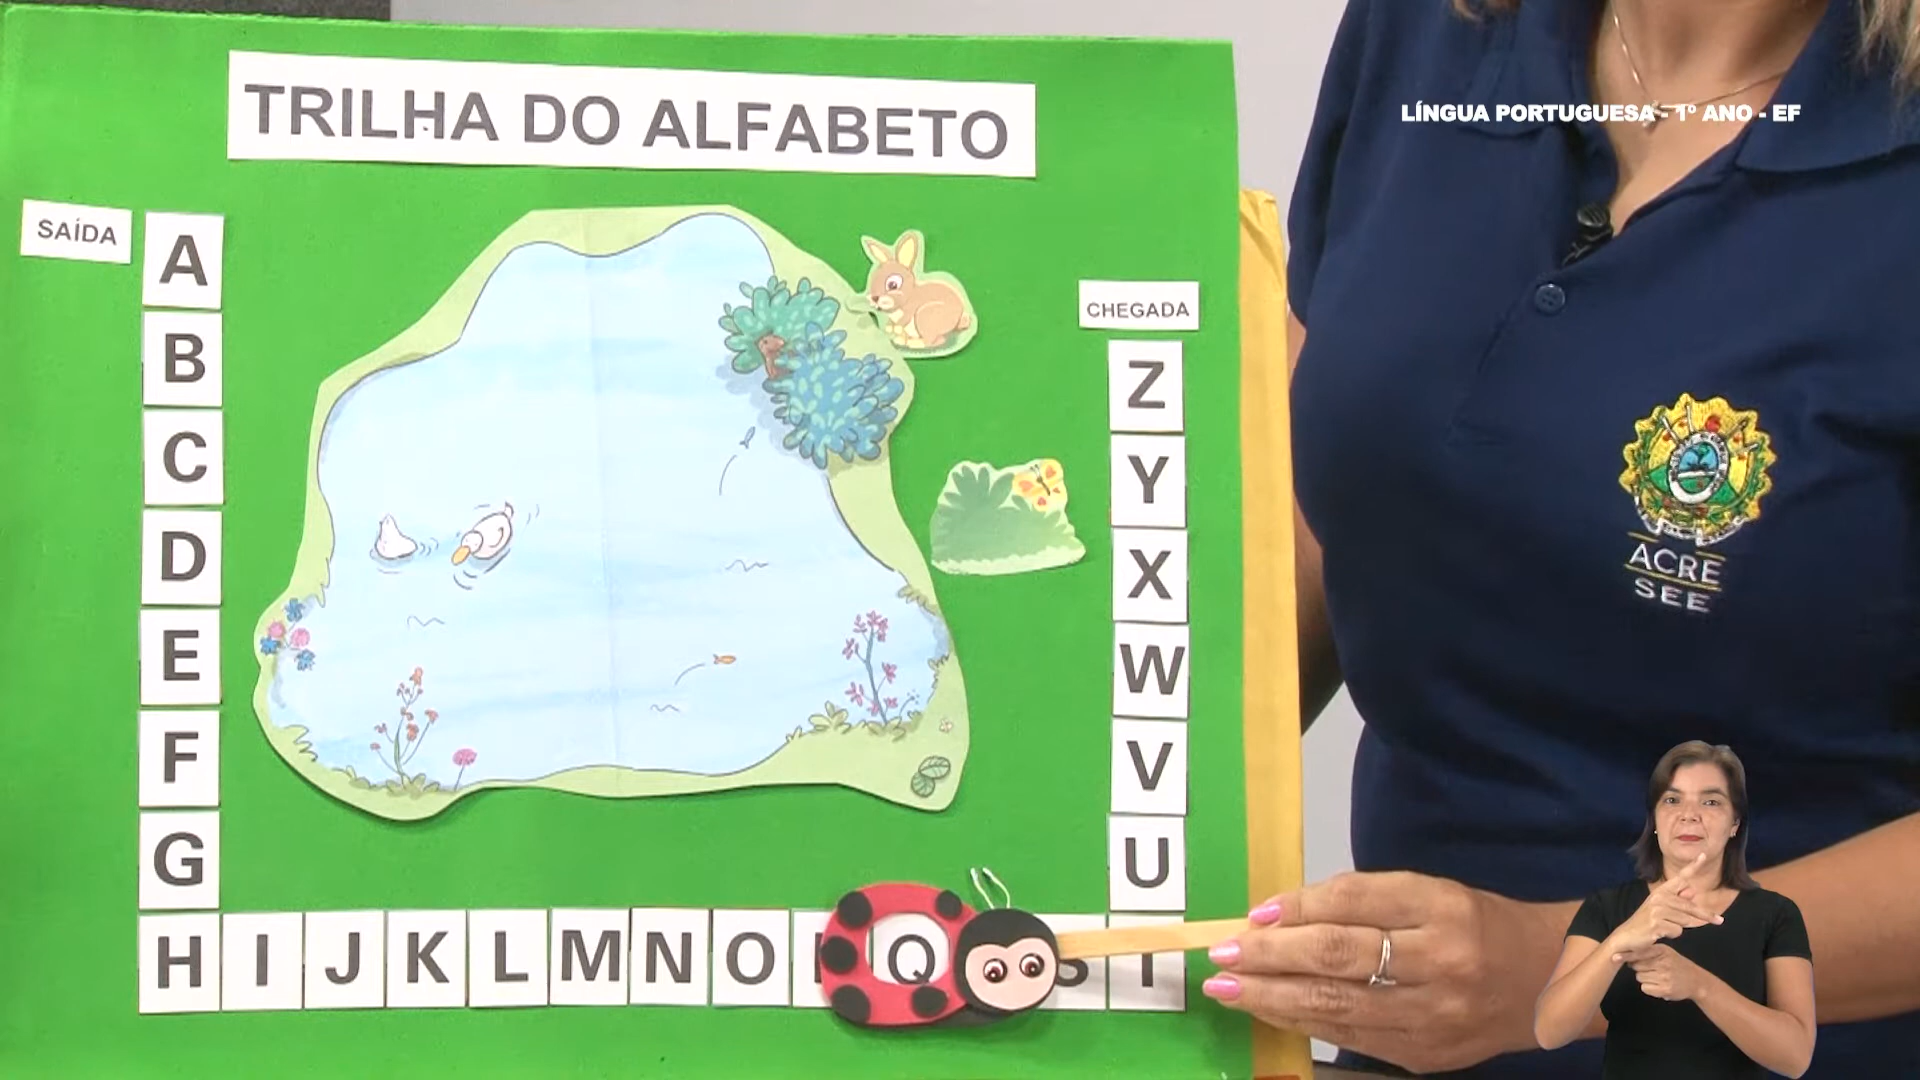 TRILHA DO ALFABETO
LÍNGUA PORTUGUESA - 1º ANO - EF
SAÍDA
A
B
C
D
E
F
G
H I J K L M N O Q
CHEGADA
Z
Y
X
W
V
U
ACRE
SEE